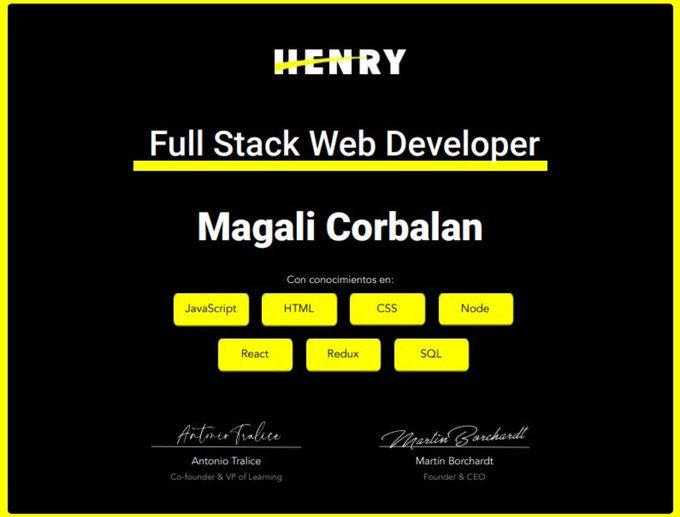 HENRY
Full Stack Web Developer
Magali Corbalan
Con conocimientos en:
JavaScript HTML CSS Node
React Redux SQL
Antonio Tralice Martin Borchardt
Antonio Tralice Martín Borchardt
Co-founder & VP of Learning Founder & CEO